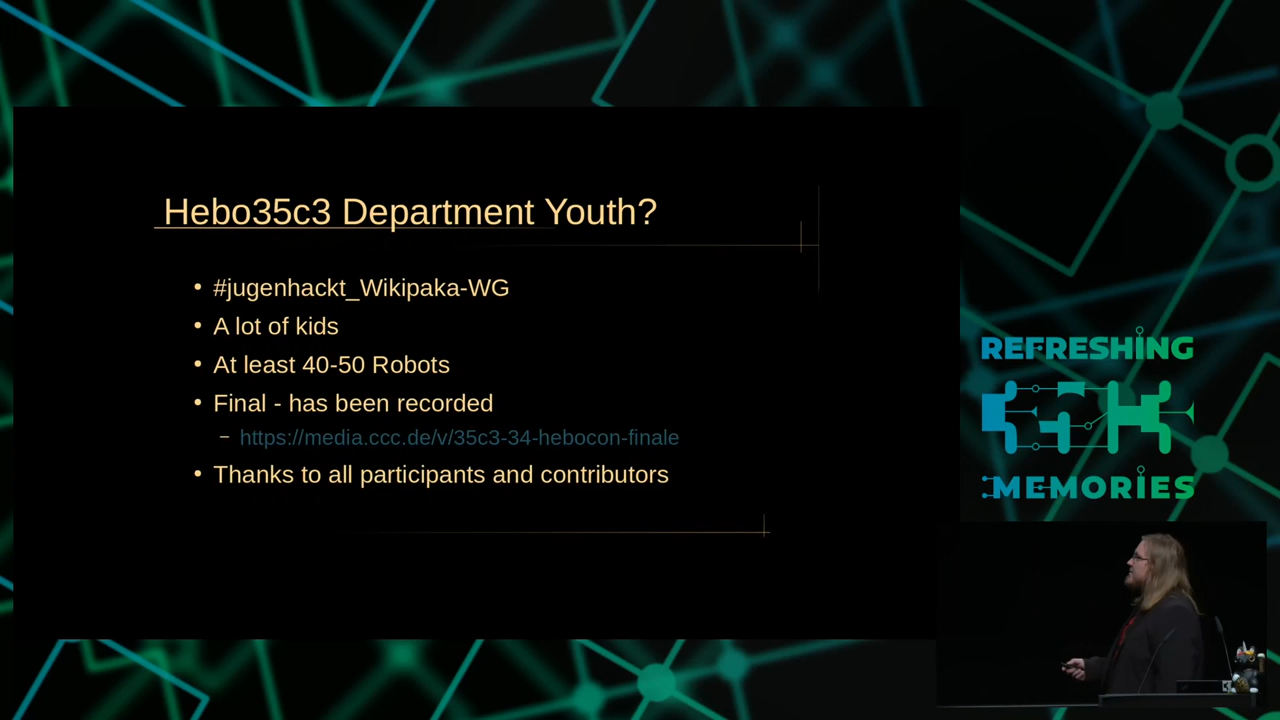 Hebo35c3 Department Youth?
• #jugenhackt_Wikipaka-WG
• A lot of kids
• At least 40-50 Robots
• Final - has been recorded
– https://media.ccc.de/v/35c3-34-hebocon-finale
• Thanks to all participants and contributors
REFRESHING
MEMORIES